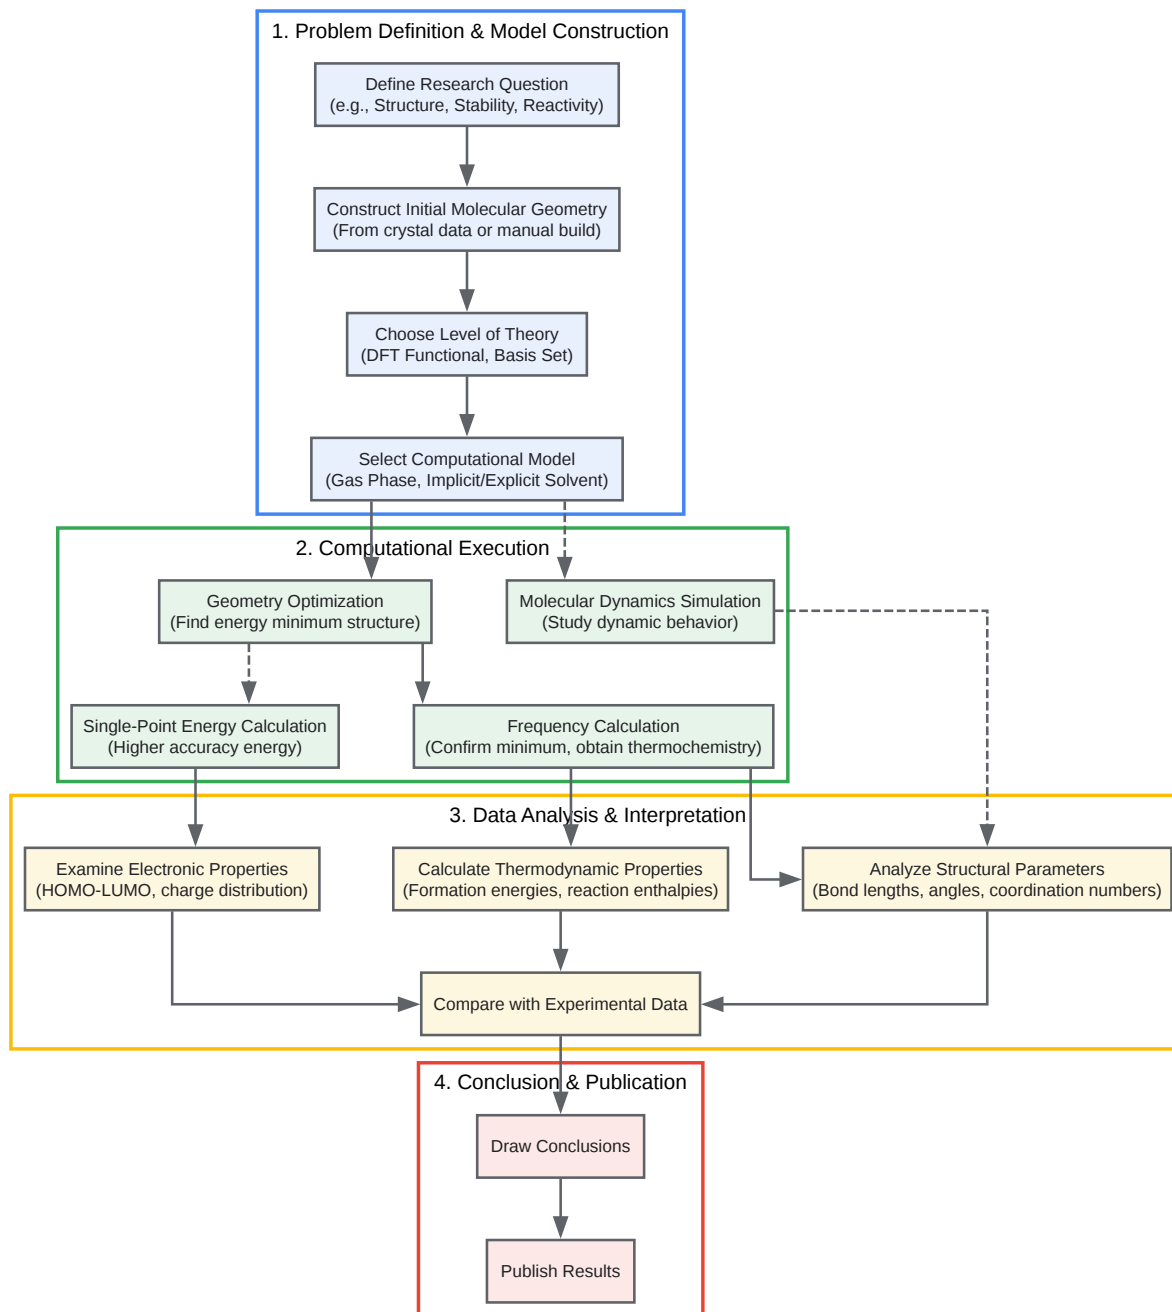 1. Problem Definition & Model Construction
Define Research Question
(e.g., Structure, Stability, Reactivity)
Construct Initial Molecular Geometry
(From crystal data or manual build)
Choose Level of Theory
(DFT Functional, Basis Set)
Select Computational Model
(Gas Phase, Implicit/Explicit Solvent)
2. Computational Execution
Geometry Optimization
(Find energy minimum structure)
Molecular Dynamics Simulation
(Study dynamic behavior)
Single-Point Energy Calculation
(Higher accuracy energy)
Frequency Calculation
(Confirm minimum, obtain thermochemistry)
3. Data Analysis & Interpretation
Examine Electronic Properties
(HOMO-LUMO, charge distribution)
Calculate Thermodynamic Properties
(Formation energies, reaction enthalpies)
Analyze Structural Parameters
(Bond lengths, angles, coordination numbers)
Compare with Experimental Data
4. Conclusion & Publication
Draw Conclusions
Publish Results